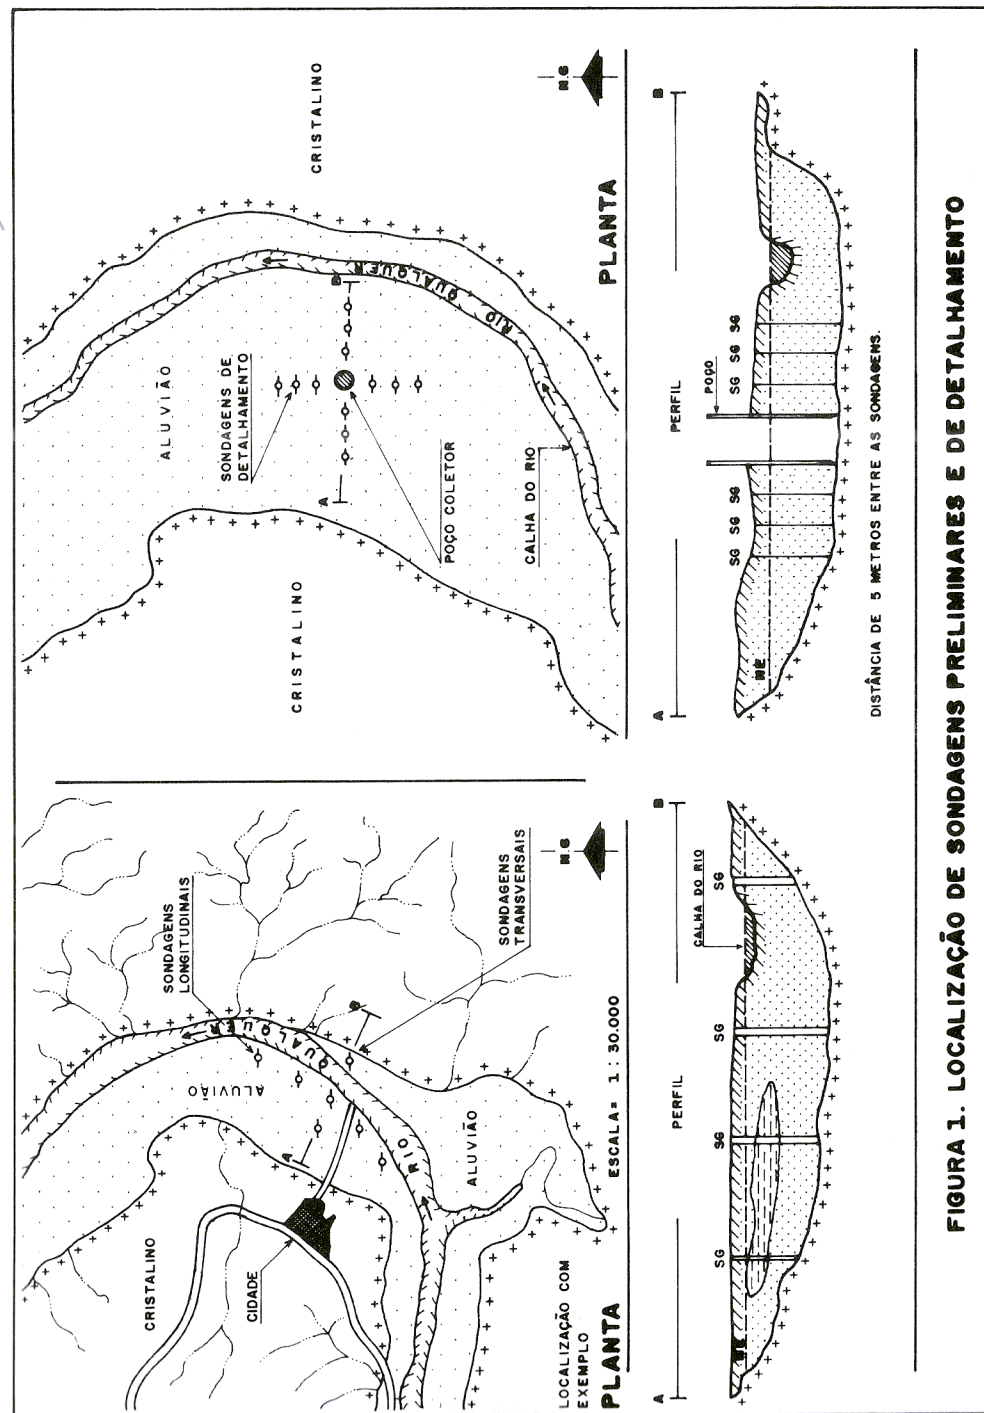 CRISTALINO
CIDADE
ALUVIÃO
SONDAGENS
LONGITUDINAIS
RIO QUALQUER
A
B
SONDAGENS
TRANSVERSAIS
ALUVIÃO
N.G
LOCALIZAÇÃO COM
EXEMPLO
PLANTA
ESCALA = 1 : 30.000
A
PERFIL
B
SG
SG
SG
SG
CALHA DO RIO
CRISTALINO
ALUVIÃO
SONDAGENS DE
DETALHAMENTO
A
B
POÇO COLETOR
CALHA DO RIO
RIO QUALQUER
CRISTALINO
N.G
PLANTA
A
PERFIL
B
SG SG SG
POÇO
SG SG SG
NE
DISTÂNCIA DE 5 METROS ENTRE AS SONDAGENS.
FIGURA 1. LOCALIZAÇÃO DE SONDAGENS PRELIMINARES E DE DETALHAMENTO